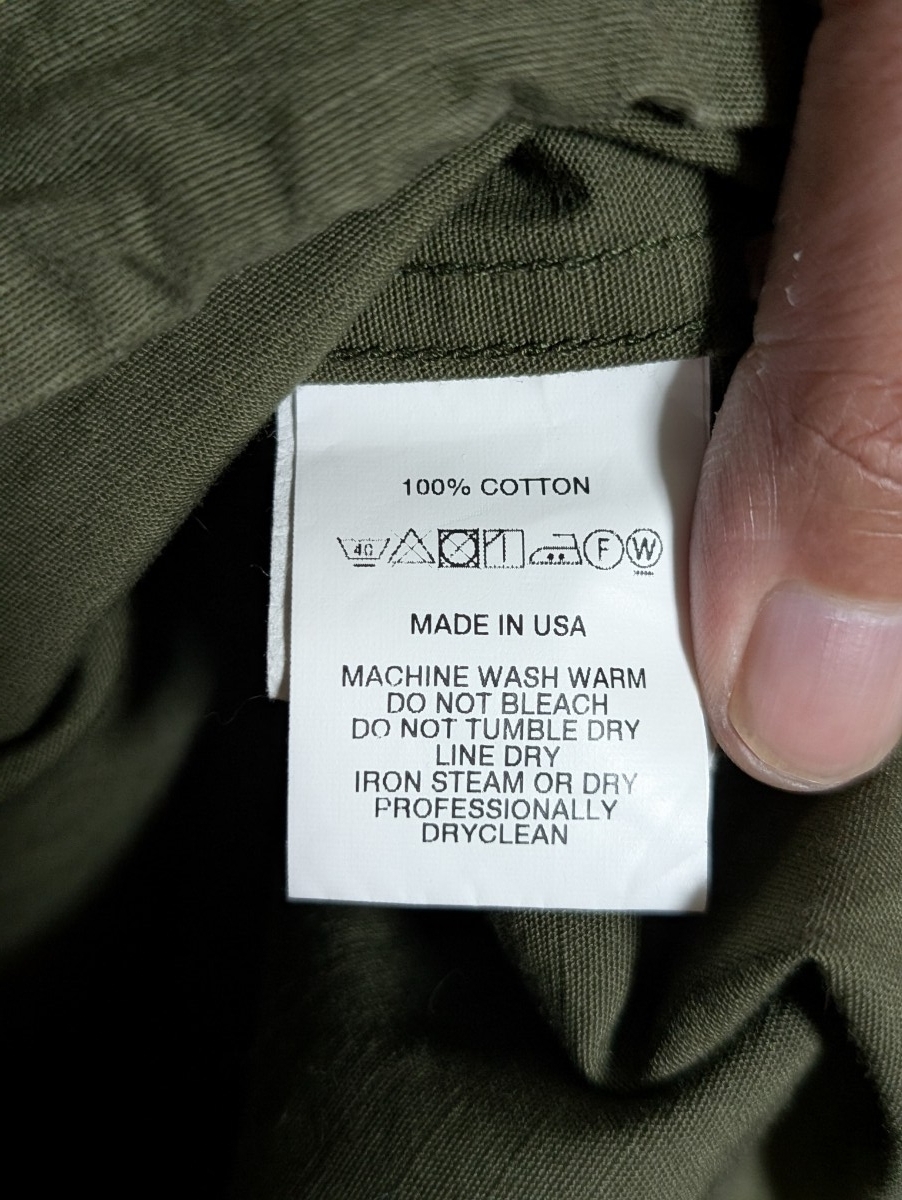 100% COTTON
40 F W
MADE IN USA
MACHINE WASH WARM
DO NOT BLEACH
DO NOT TUMBLE DRY
LINE DRY
IRON STEAM OR DRY
PROFESSIONALLY
DRYCLEAN